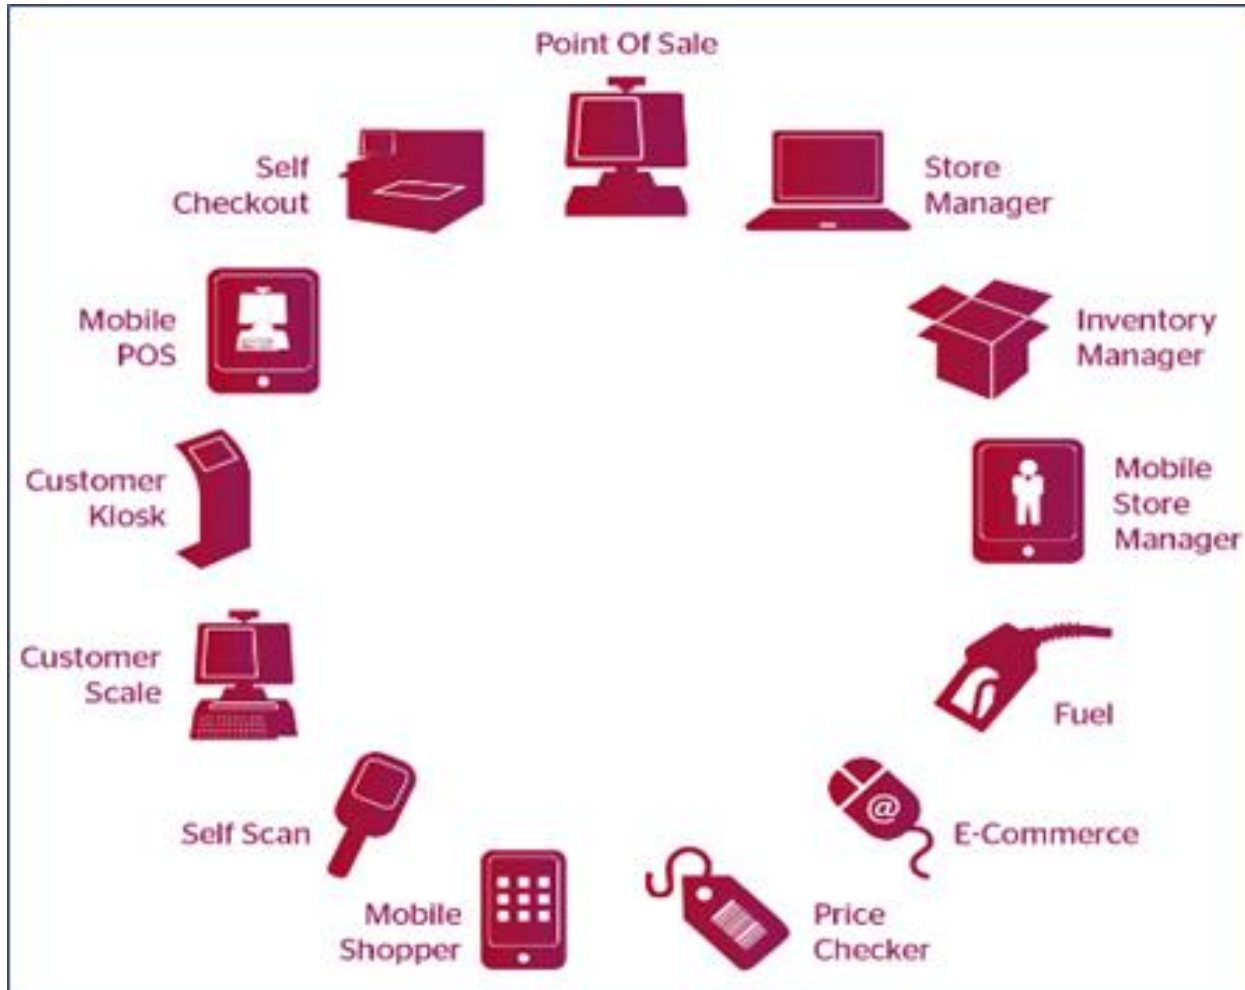 Point Of Sale
Self
Checkout
Store
Manager
Mobile
POS
Inventory
Manager
Customer
Kiosk
Mobile
Store
Manager
Customer
Scale
Fuel
Self Scan
@
E-Commerce
Mobile
Shopper
Price
Checker